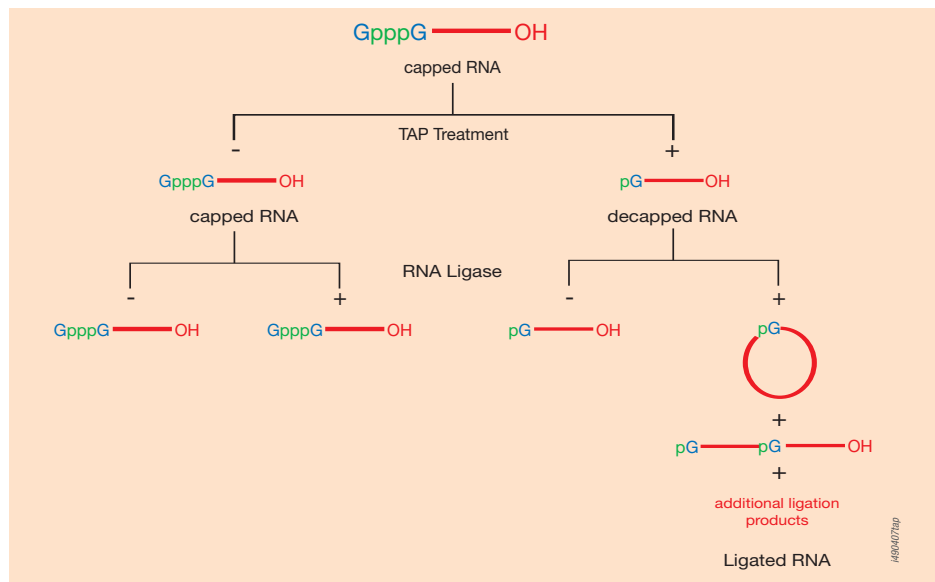 GpppG OH
capped RNA
TAP Treatment
- +
GpppG OH pG OH
capped RNA decapped RNA
RNA Ligase
- + - +
GpppG OH GpppG OH pG OH pG
+
pG pG OH
+
additional ligation
products
Ligated RNA
i490407tap